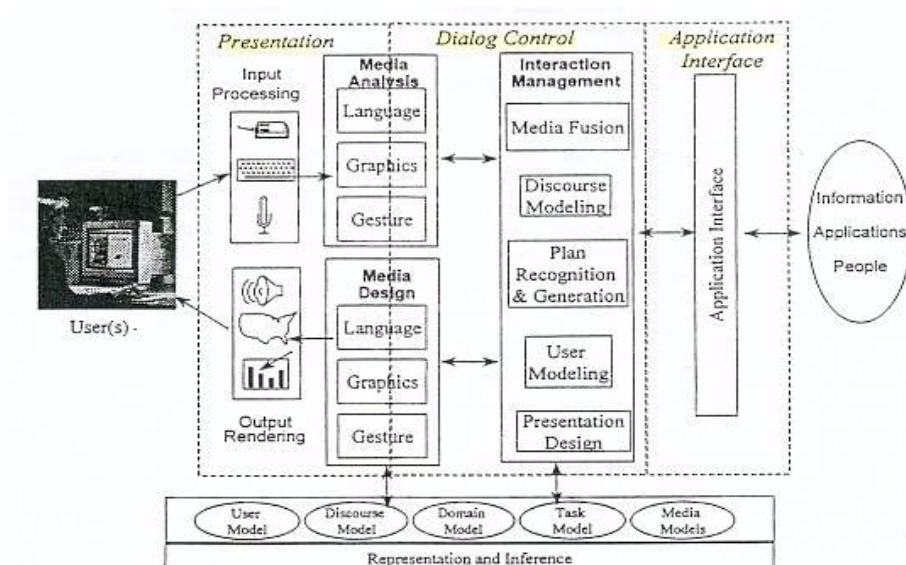 Presentation
Dialog Control
Application
Interface
Input
Processing
Media
Analysis
Language
Graphics
Gesture
Interaction
Management
Media Fusion
Discourse
Modeling
Plan
Recognition
& Generation
User
Modeling
Presentation
Design
Application Interface
Information
Applications
People
User(s) -
Media
Design
Language
Graphics
Gesture
Output
Rendering
User
Model
Discourse
Model
Domain
Model
Task
Model
Media
Models
Representation and Inference